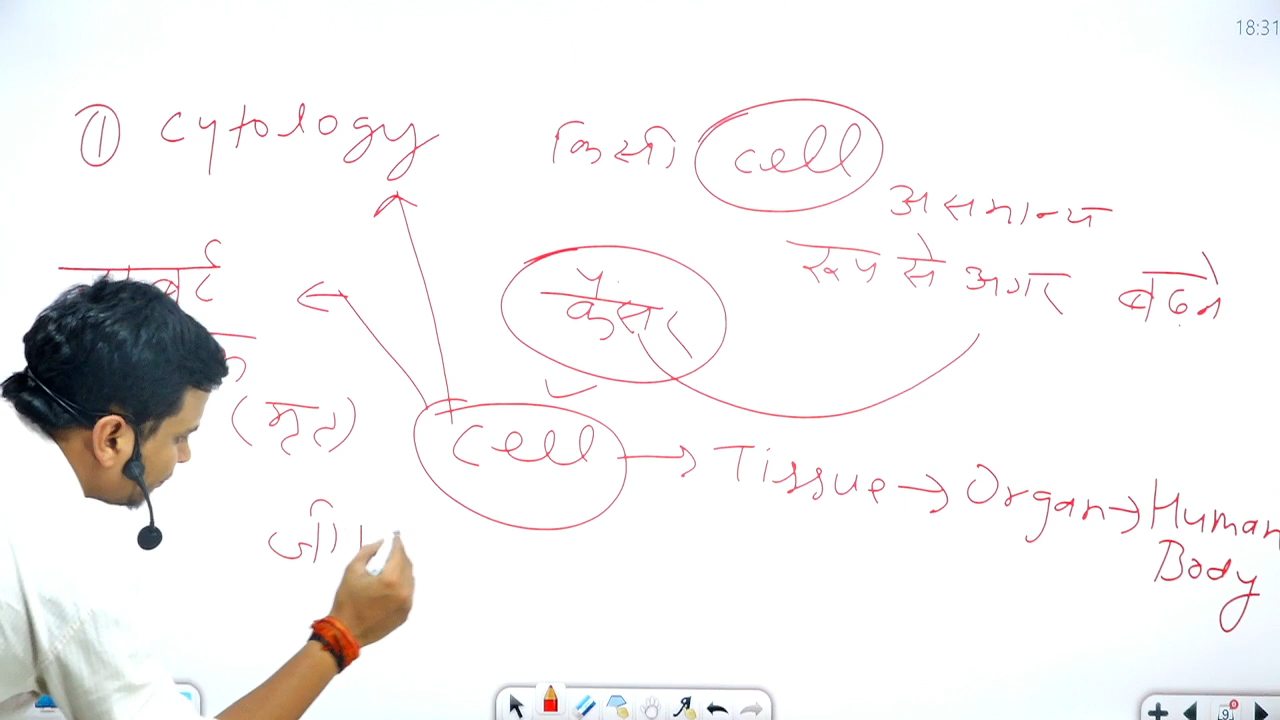 18:31
① Cytology
किसी cell
असमान्य
रूप से अगर बढ़ने
कैंसर
(मृत)
cell → Tissue → Organ → Human
Body
जी